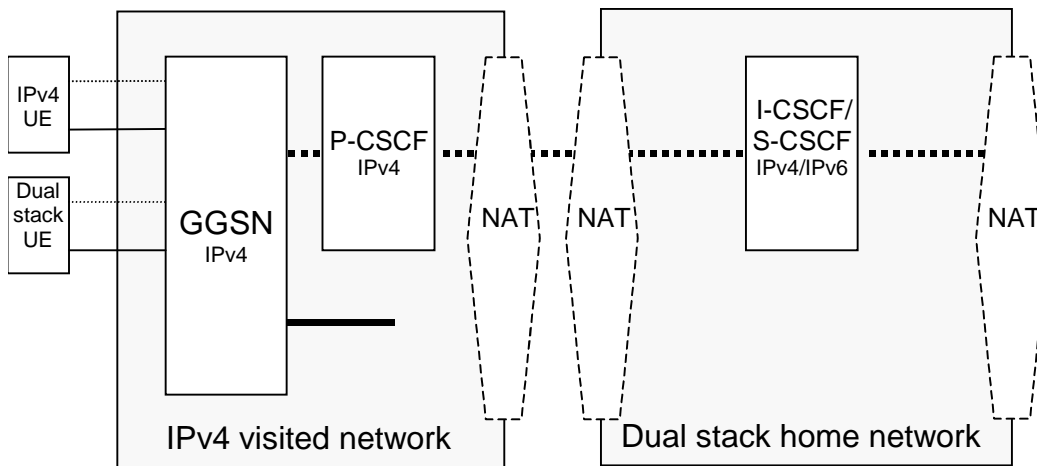 IPv4
UE
Dual
stack
UE
GGSN
IPv4
P-CSCF
IPv4
NAT
NAT
I-CSCF/
S-CSCF
IPv4/IPv6
NAT
IPv4 visited network
Dual stack home network